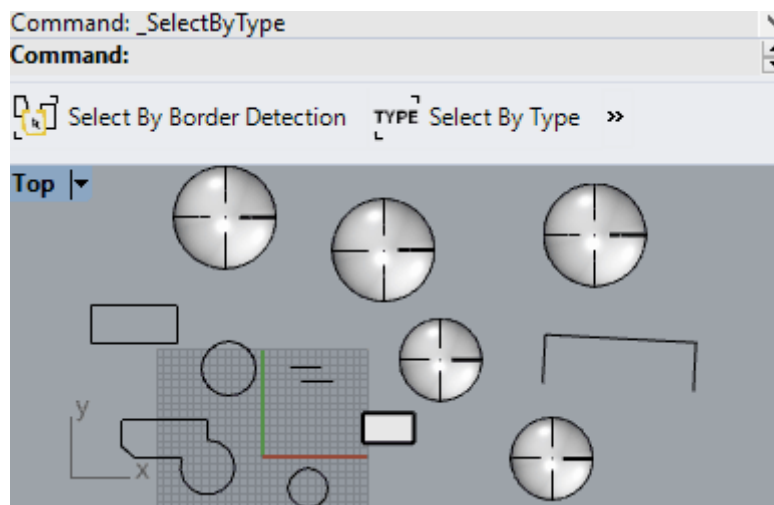 Command: _SelectByType
Command:
Select By Border Detection TYPE Select By Type »
Top
y
x